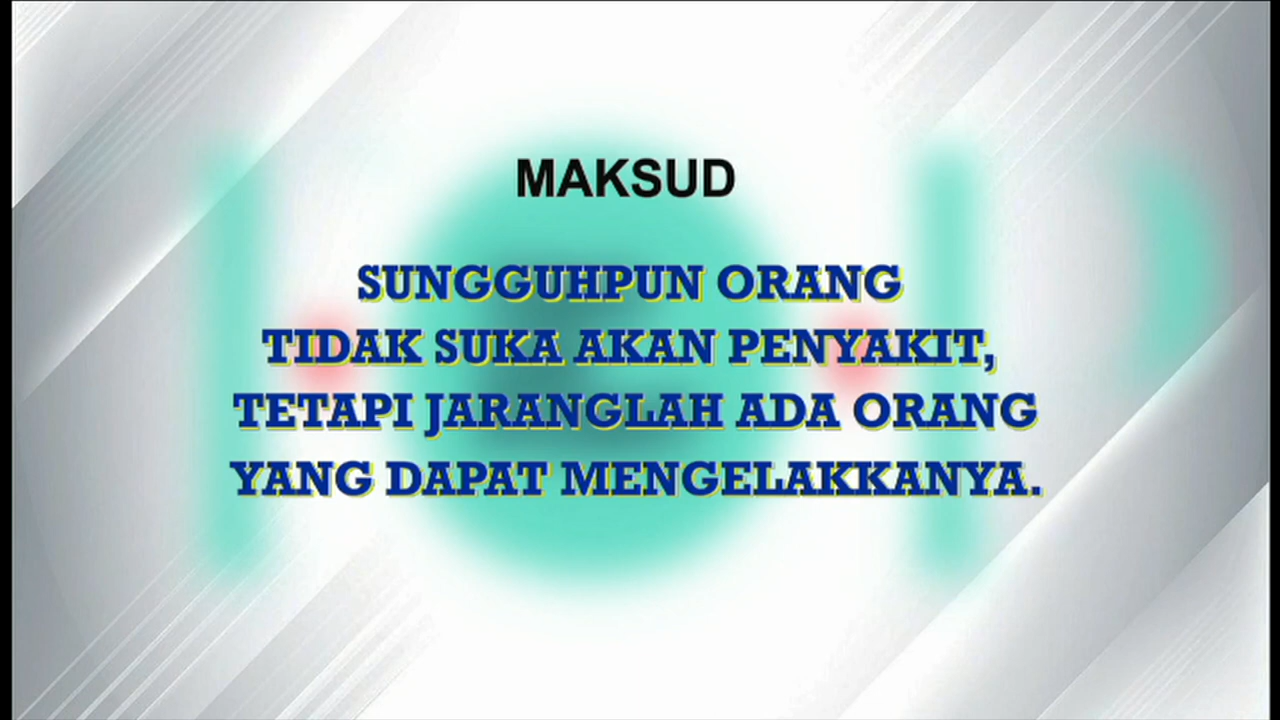 MAKSUD
SUNGGUHPUN ORANG
TIDAK SUKA AKAN PENYAKIT,
TETAPI JARANGLAH ADA ORANG
YANG DAPAT MENGELAKKANYA.